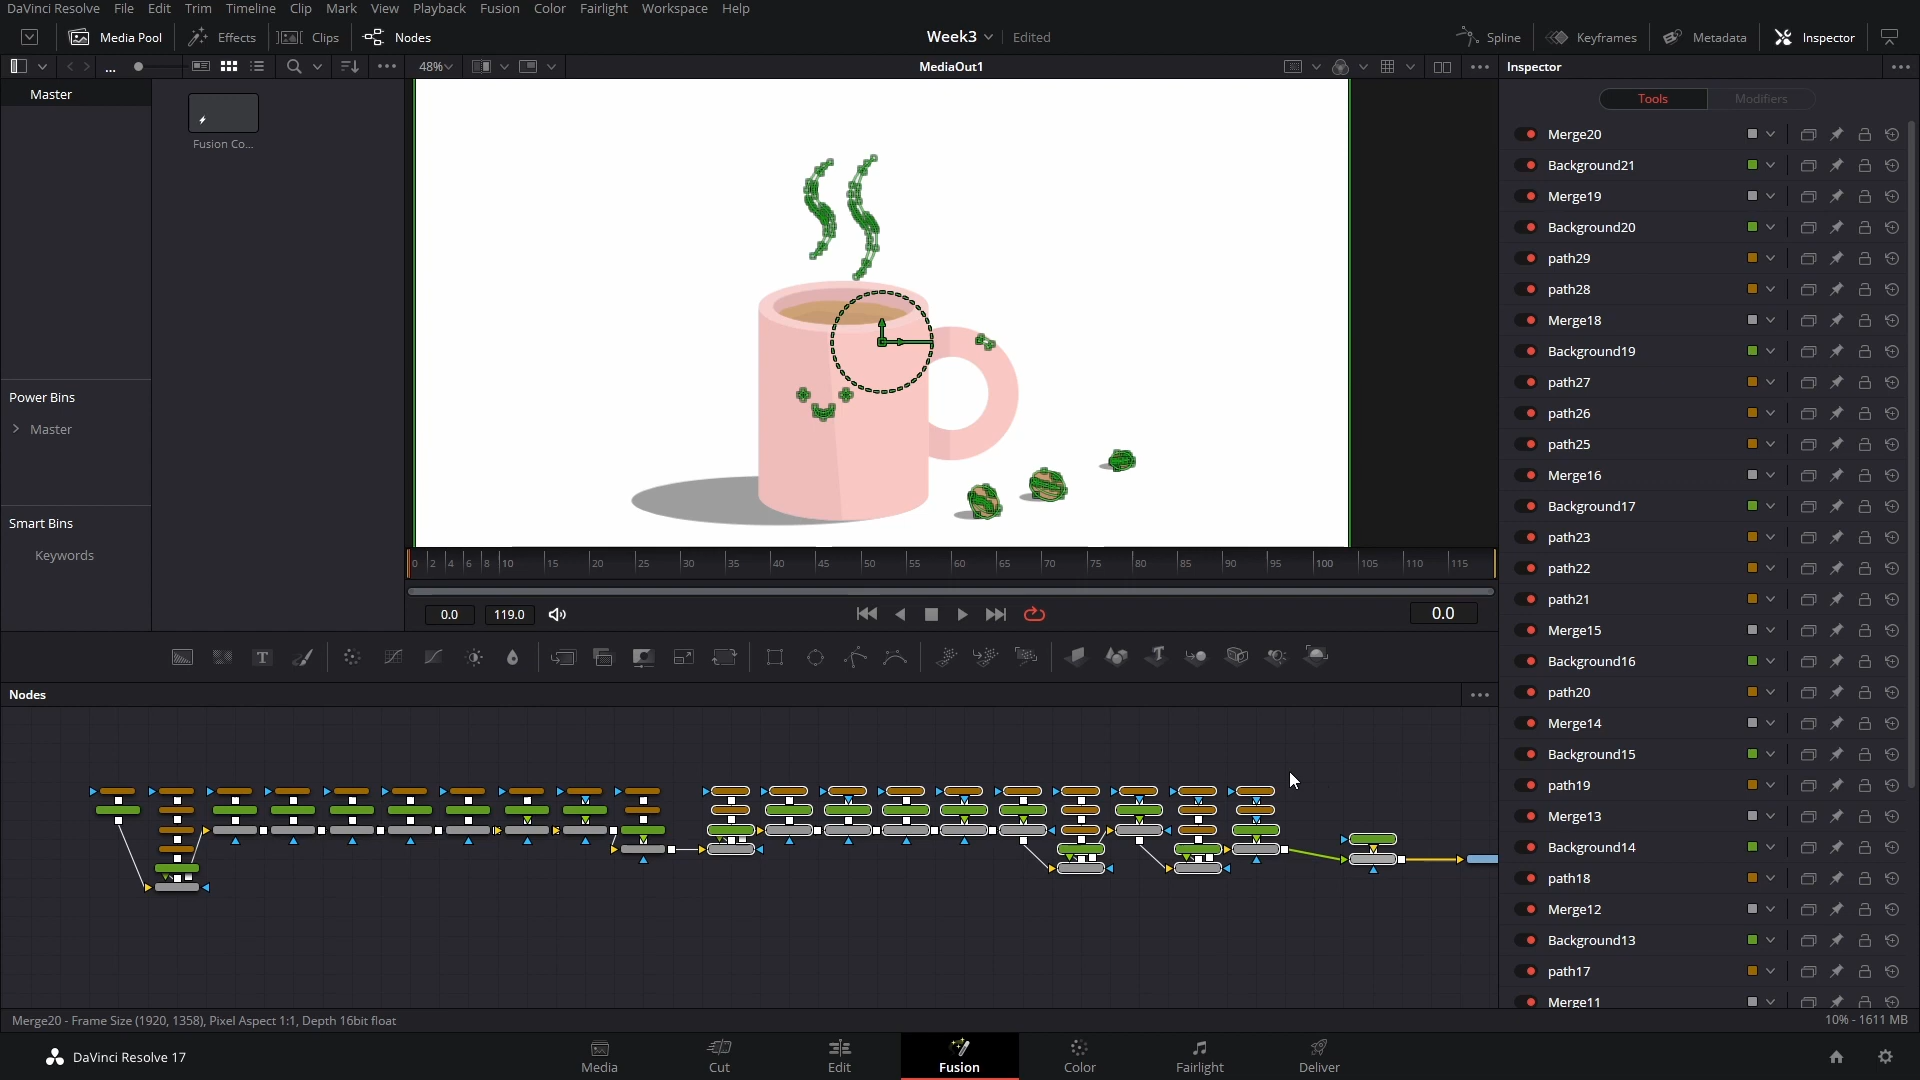 DaVinci Resolve File Edit Trim Timeline Clip Mark View Playback Fusion Color Fairlight Workspace Help
Media Pool Effects Clips Nodes Week3 Edited Spline Keyframes Metadata Inspector
... 48% MediaOut1 Inspector
Master
Fusion Co...
Power Bins
Master
Smart Bins
Keywords
0 2 4 6 8 10 15 20 25 30 35 40 45 50 55 60 65 70 75 80 85 90 95 100 105 110 115
0.0 119.0 0.0
T T
Nodes
Tools Modifiers
Merge20
Background21
Merge19
Background20
path29
path28
Merge18
Background19
path27
path26
path25
Merge16
Background17
path23
path22
path21
Merge15
Background16
path20
Merge14
Background15
path19
Merge13
Background14
path18
Merge12
Background13
path17
Merge11
Merge20 - Frame Size (1920, 1358), Pixel Aspect 1:1, Depth 16bit float 10% - 1611 MB
DaVinci Resolve 17 Media Cut Edit Fusion Color Fairlight Deliver